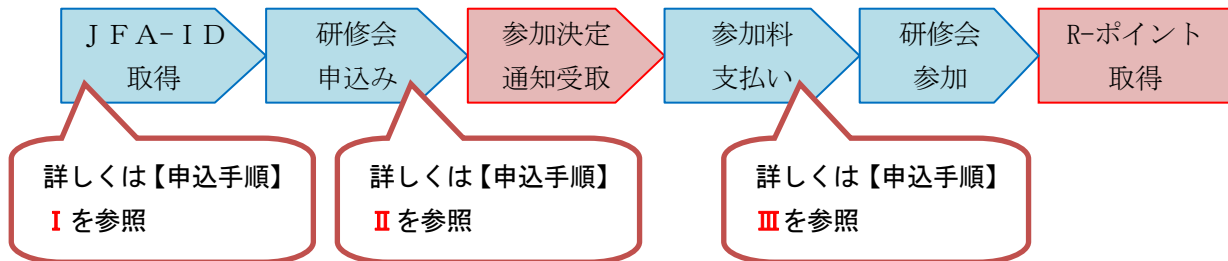 ＪＦＡ-ＩＤ
取得
研修会
申込み
参加決定
通知受取
参加料
支払い
研修会
参加
R-ポイント
取得
詳しくは【申込手順】
Ⅰを参照
詳しくは【申込手順】
Ⅱを参照
詳しくは【申込手順】
Ⅲを参照